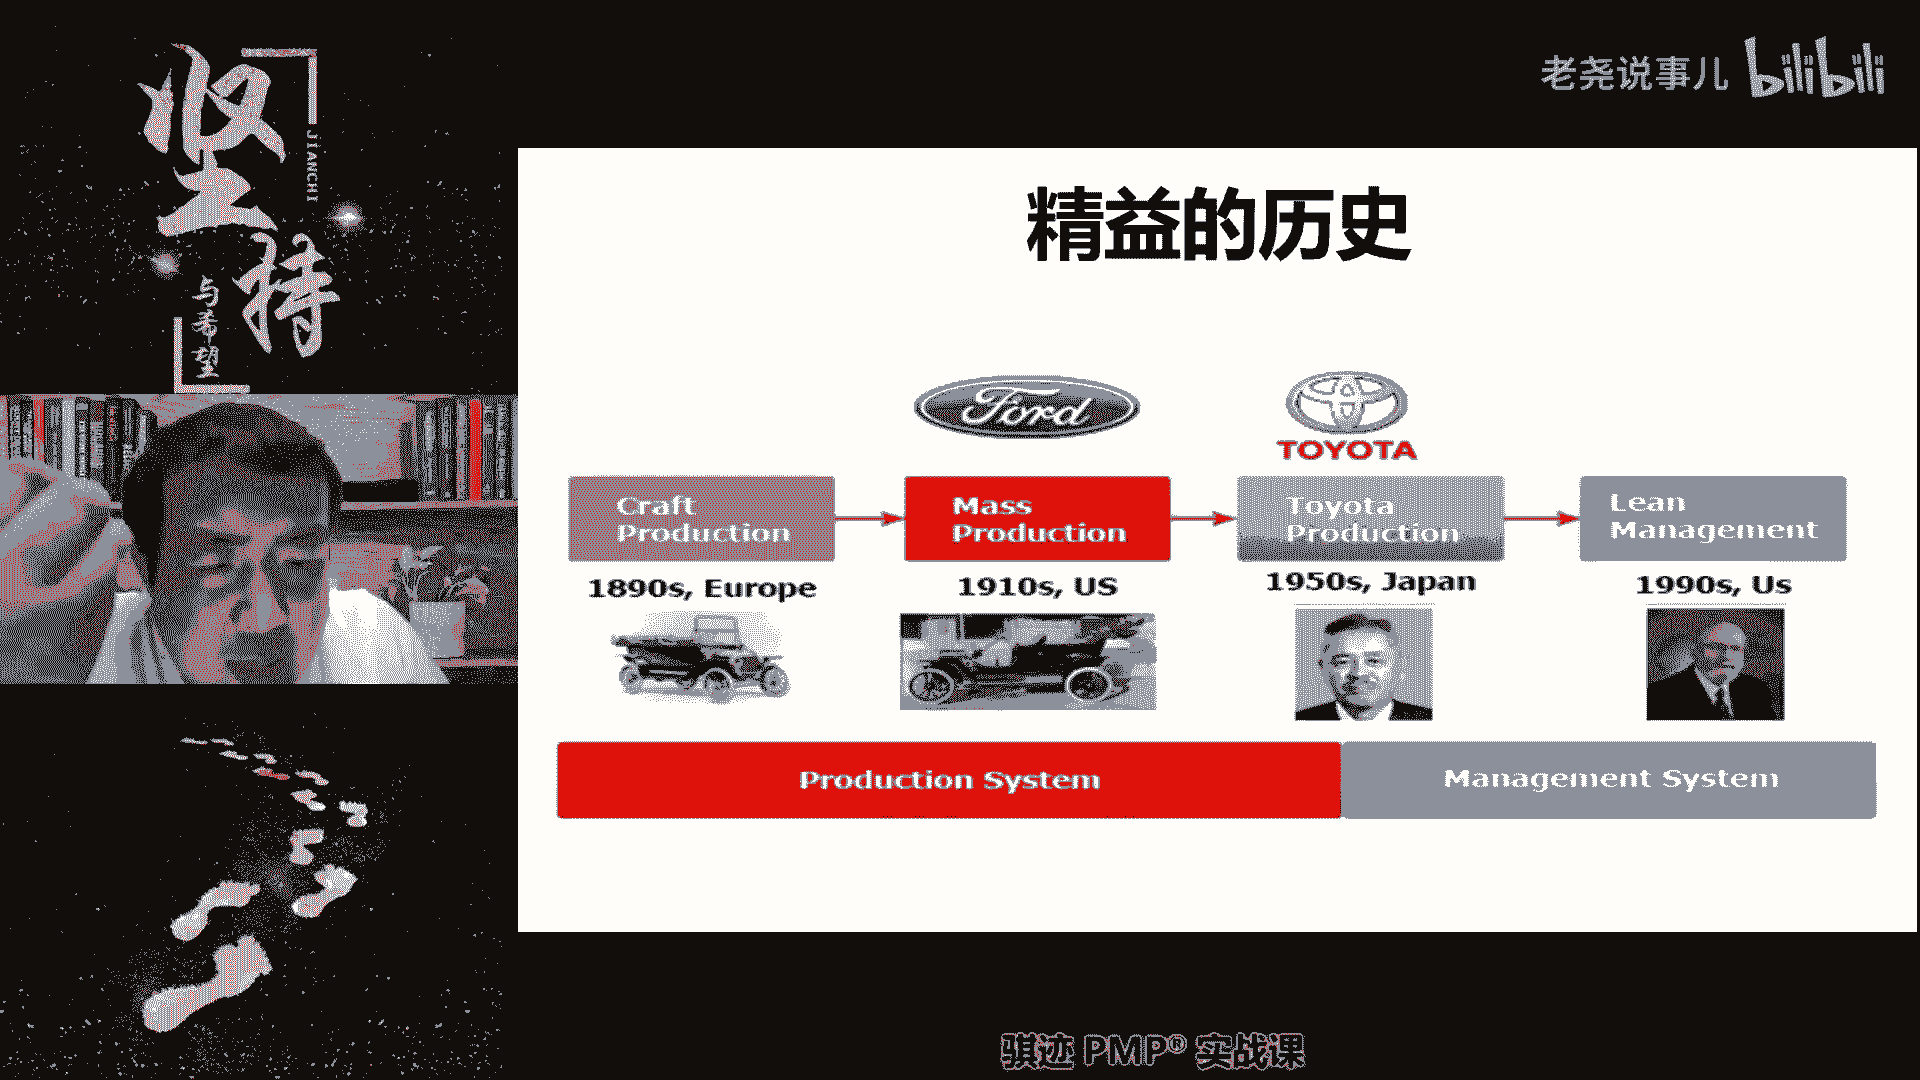 坚持
JIANCHI
与希望
老尧说事儿 bilibili
精益的历史
Ford
TOYOTA
Craft
Production
Mass
Production
Toyota
Production
Lean
Management
1890s, Europe
1910s, US
1950s, Japan
1990s, Us
Production System
Management System
骐迹 PMP® 实战课